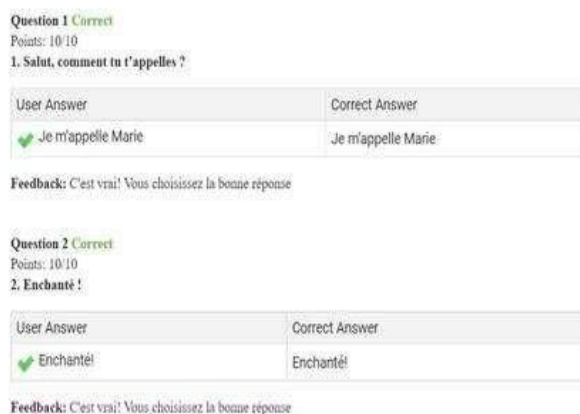 Question 1 Correct
Points: 10/10
1. Salut, comment tu t'appelles ?
User Answer Correct Answer
Je m'appelle Marie Je m'appelle Marie
Feedback: C'est vrai! Vous choisissez la bonne réponse
Question 2 Correct
Points: 10/10
2. Enchanté !
User Answer Correct Answer
Enchanté! Enchanté!
Feedback: C'est vrai! Vous choisissez la bonne réponse